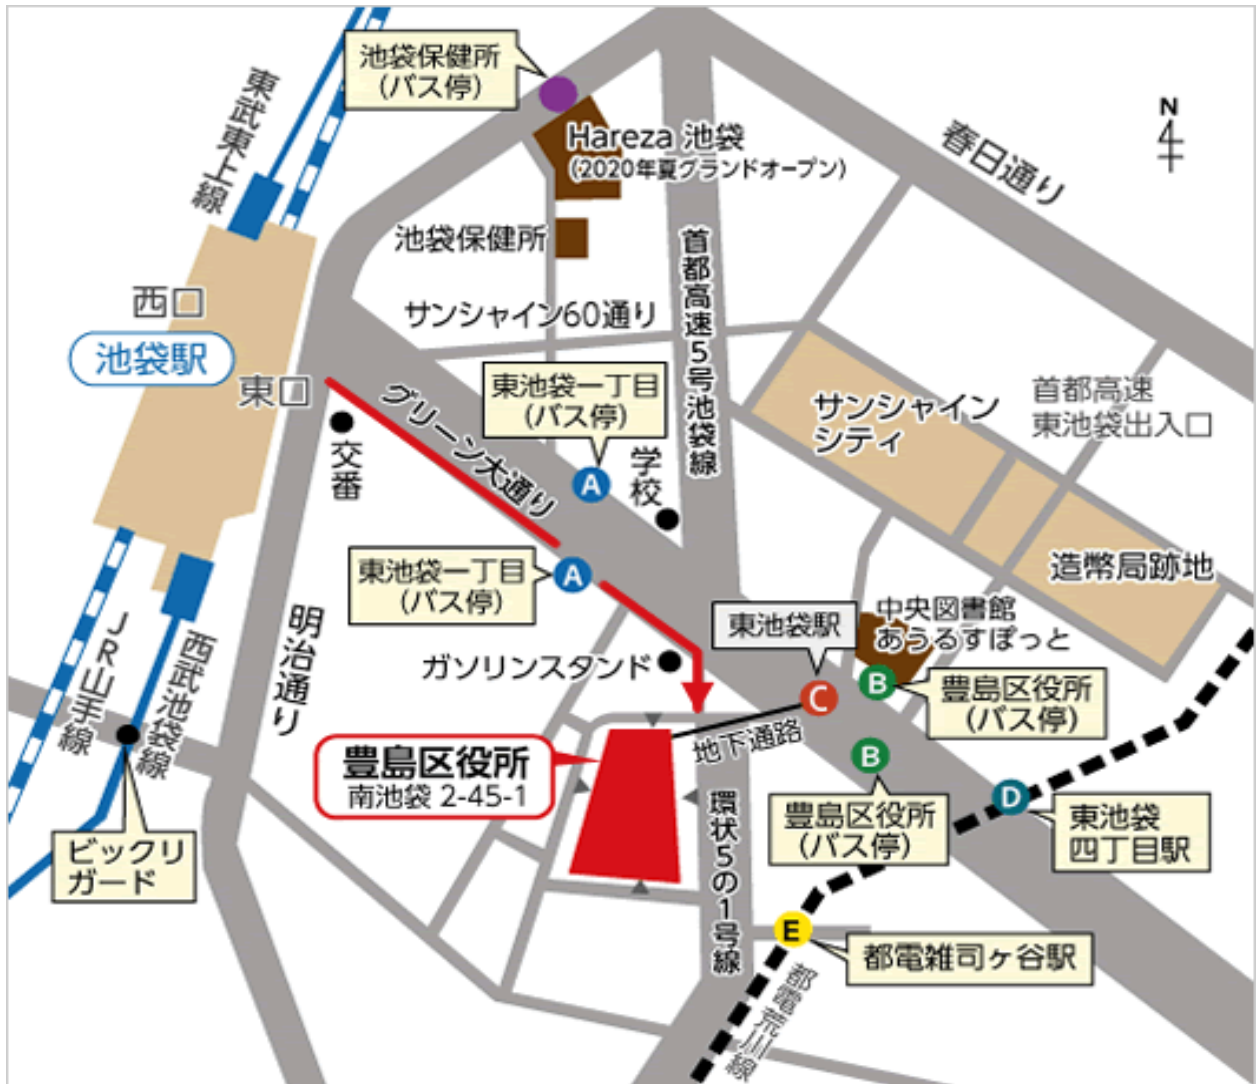 池袋保健所
(バス停)
N
東武東上線
Hareza 池袋
(2020年夏グランドオープン)
春日通り
池袋保健所
首都高速5号池袋線
西口
サンシャイン60通り
池袋駅
東口
東池袋一丁目
(バス停)
グリーン大通り
A
学校
サンシャイン
シティ
首都高速
東池袋出入口
交番
東池袋一丁目
(バス停)
A
造幣局跡地
中央図書館
あうるすぽっと
東池袋駅
明治通り
JR山手線
西武池袋線
ガソリンスタンド
C
B
豊島区役所
(バス停)
地下通路
豊島区役所
南池袋 2-45-1
B
豊島区役所
(バス停)
環状5の1号線
D
東池袋
四丁目駅
ビックリ
ガード
E
都電雑司ヶ谷駅
都電荒川線